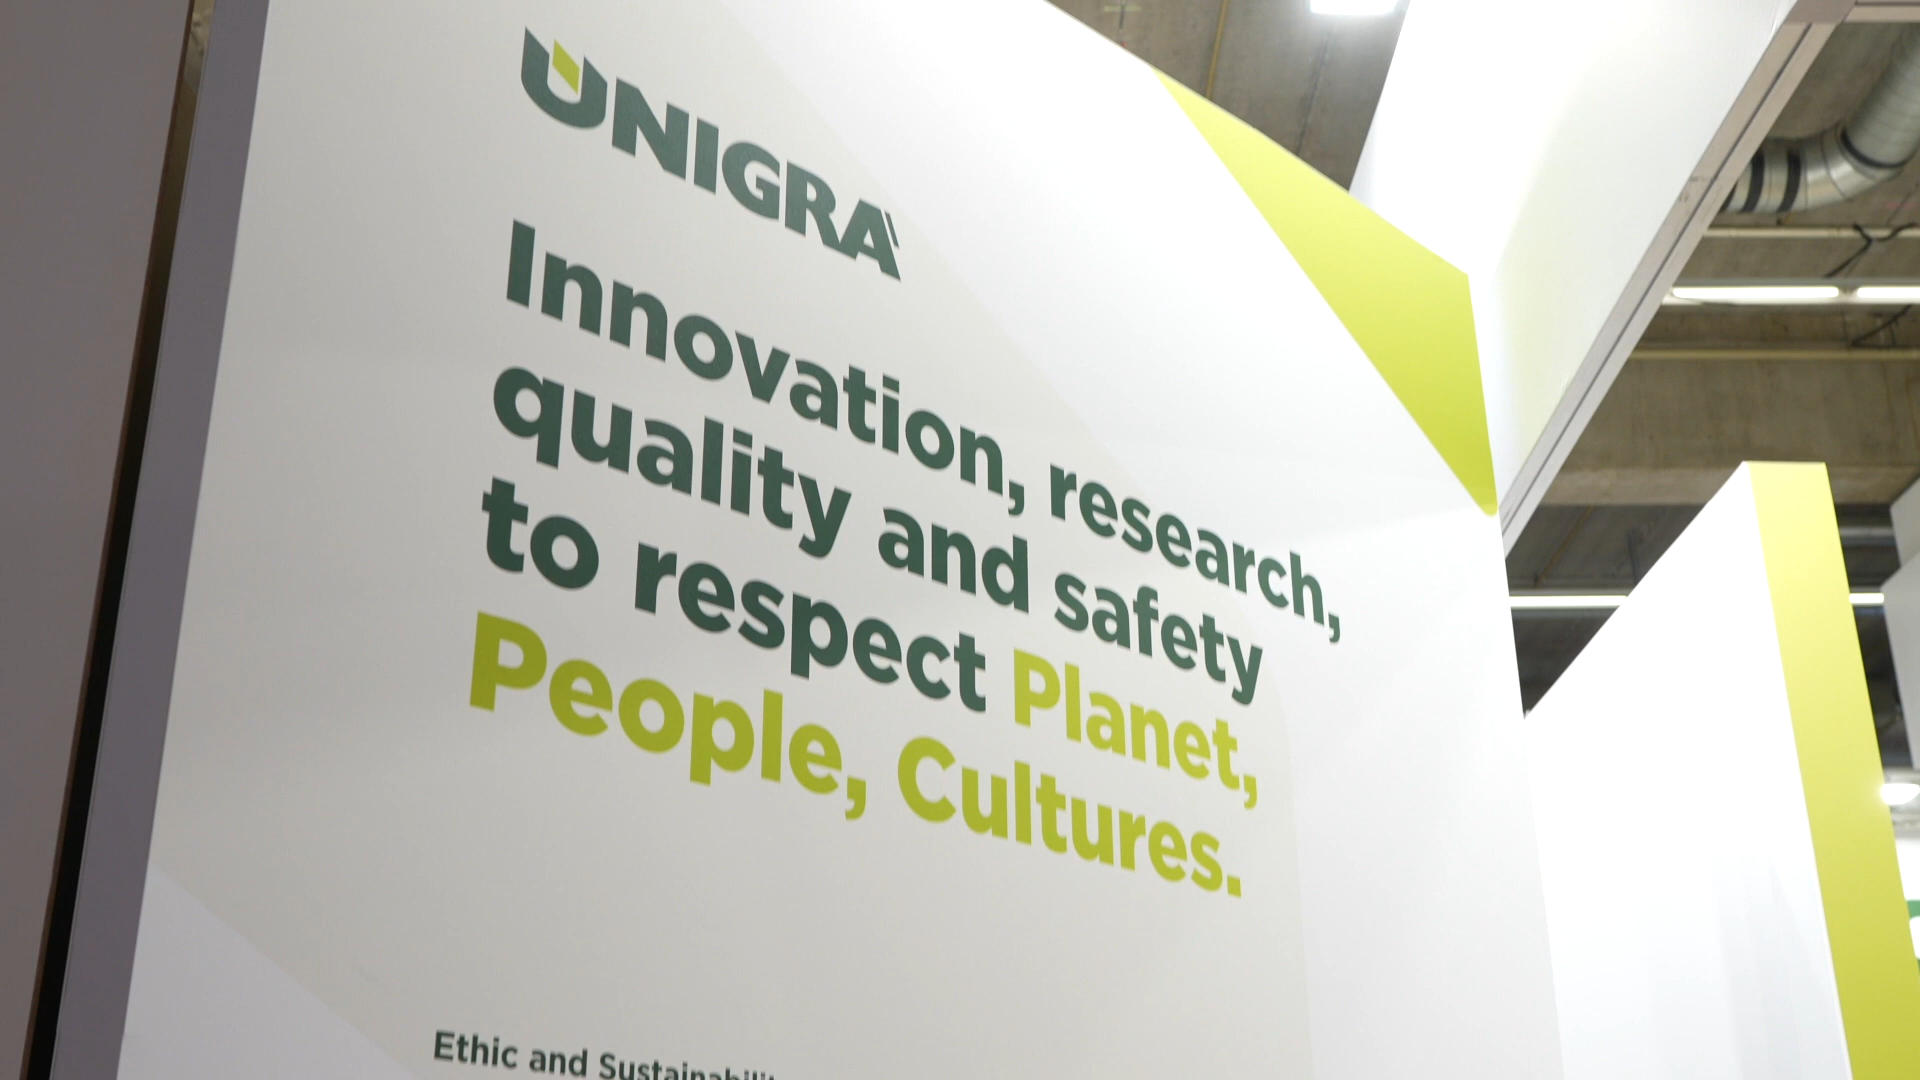 UNIGRÀ
Innovation, research,
quality and safety
to respect Planet,
People, Cultures.
Ethic and